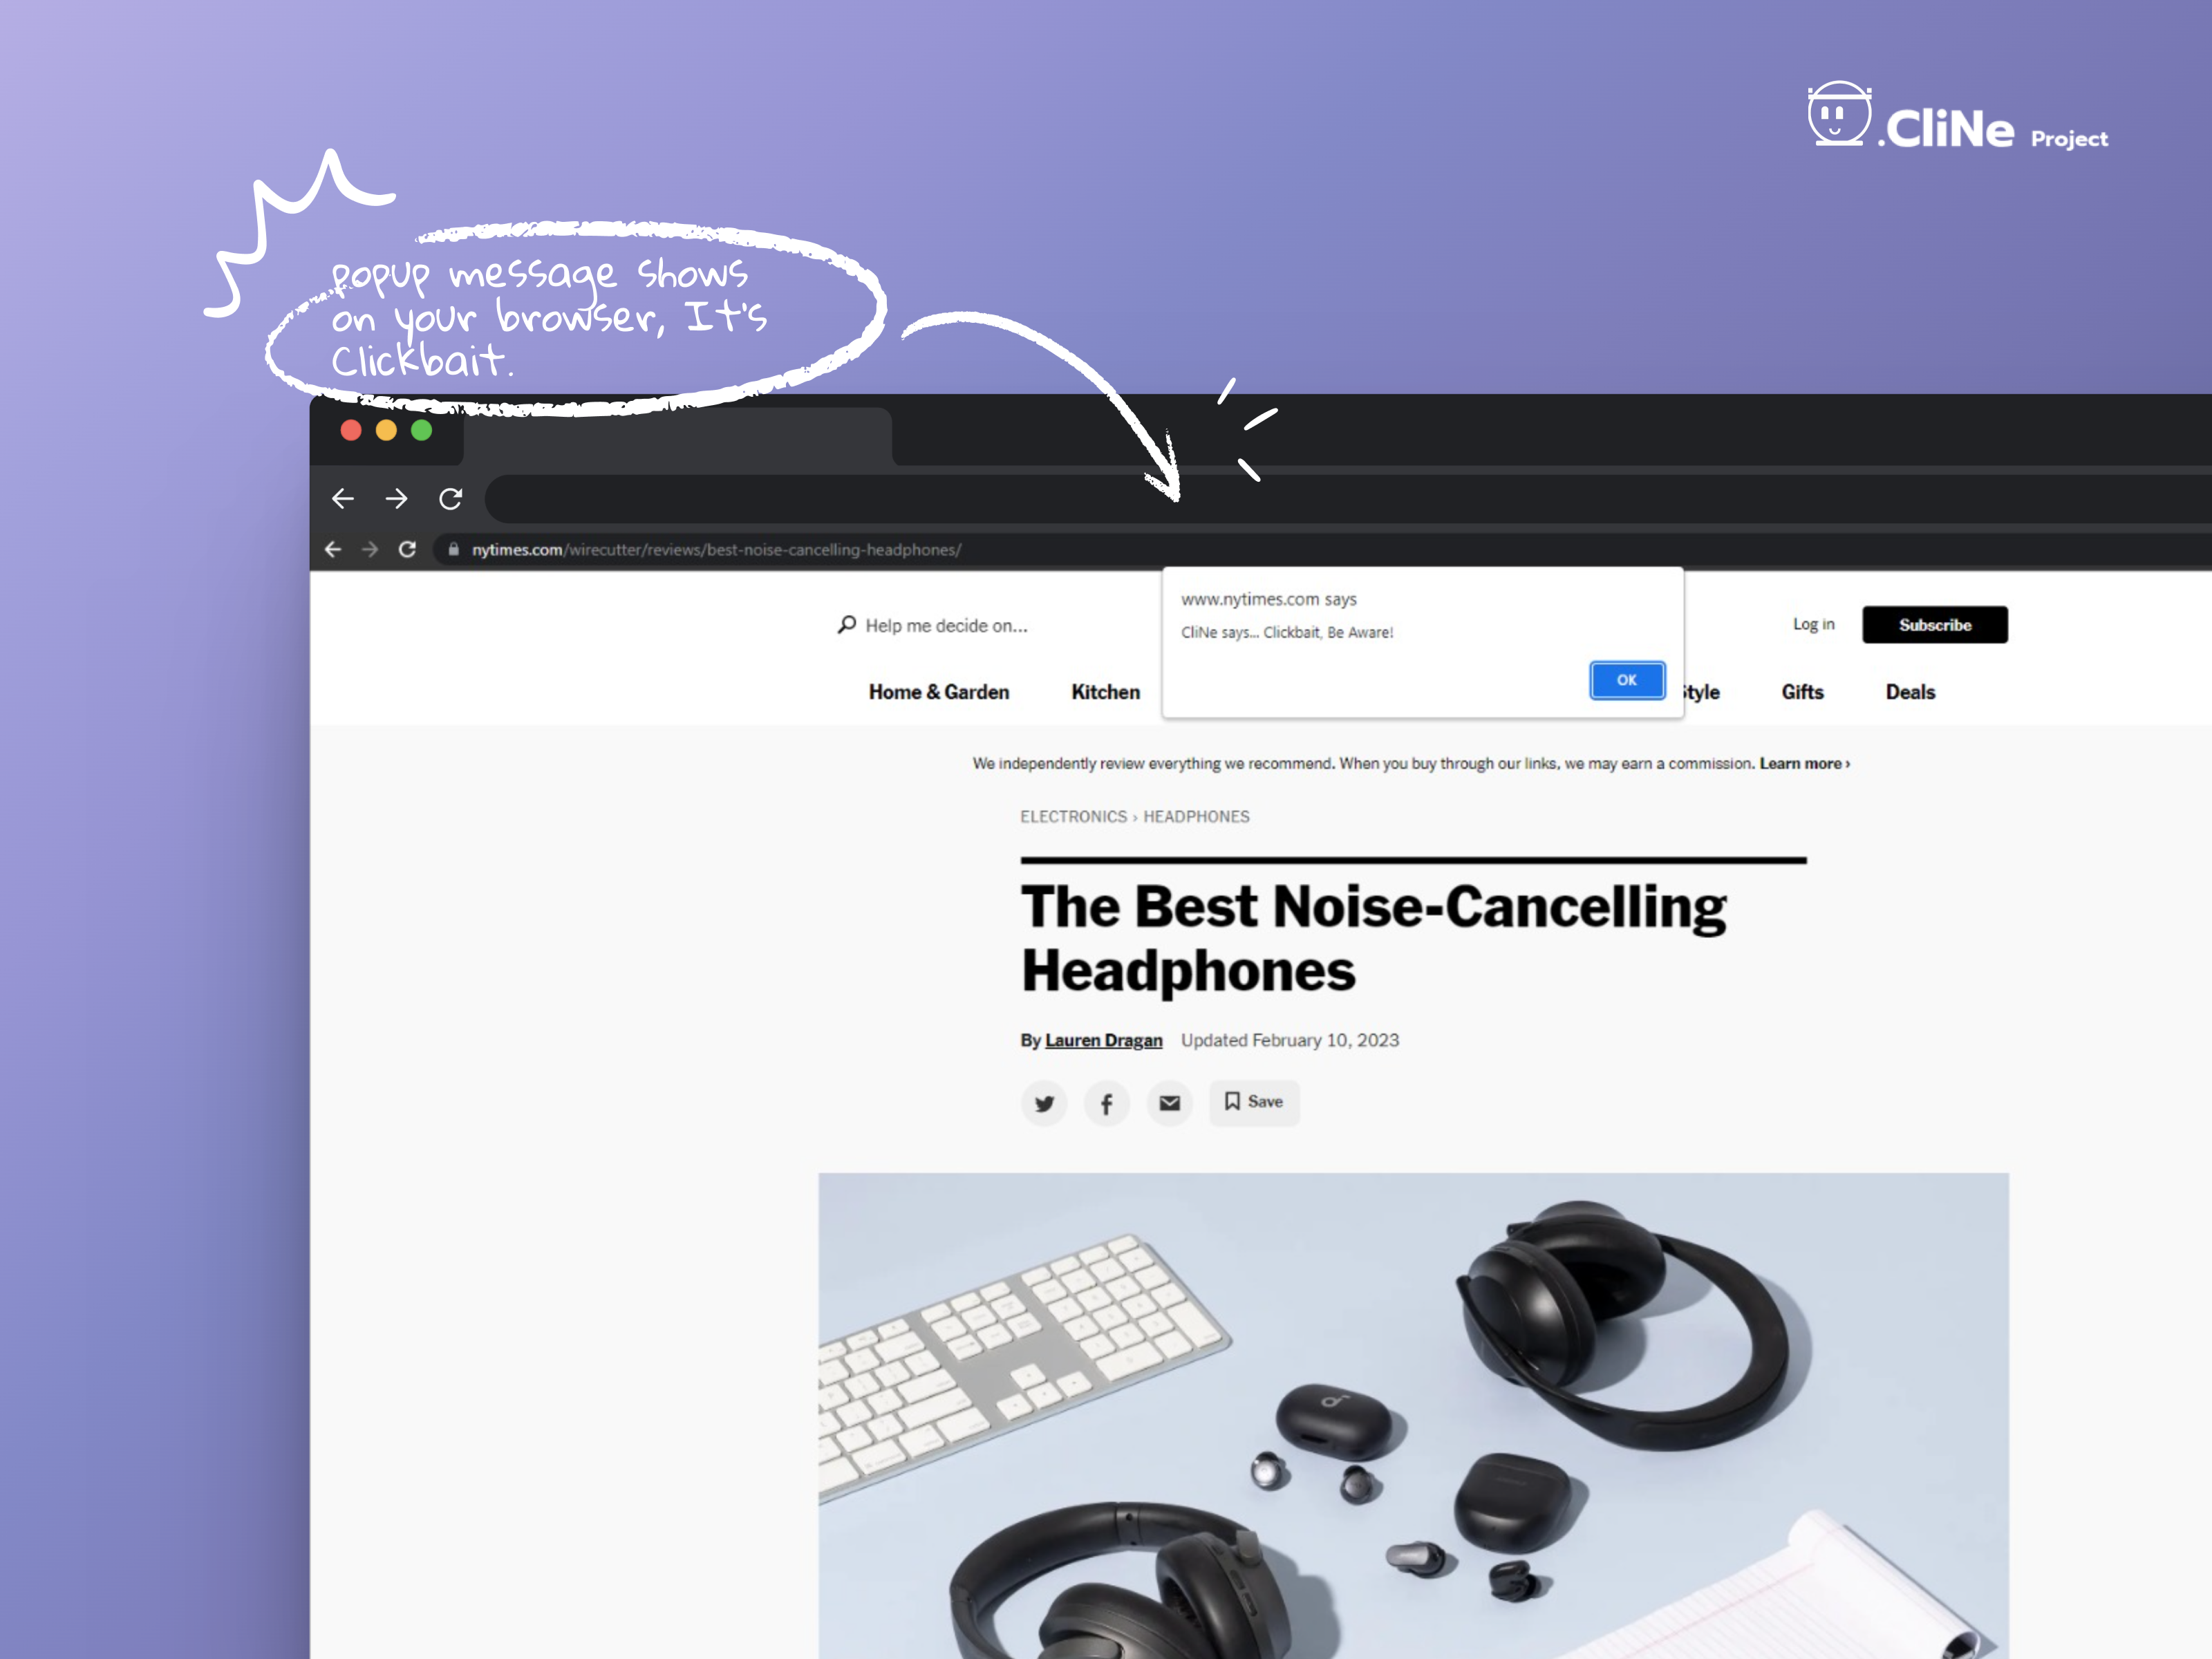 .CliNe Project
popup message shows
on your browser, It's
Clickbait.
nytimes.com/wirecutter/reviews/best-noise-cancelling-headphones/
www.nytimes.com says
CliNe says... Clickbait, Be Aware!
OK
Help me decide on...
Log in
Subscribe
Home & Garden
Kitchen
Style
Gifts
Deals
We independently review everything we recommend. When you buy through our links, we may earn a commission. Learn more ›
ELECTRONICS › HEADPHONES
The Best Noise-Cancelling
Headphones
By Lauren Dragan Updated February 10, 2023
Save